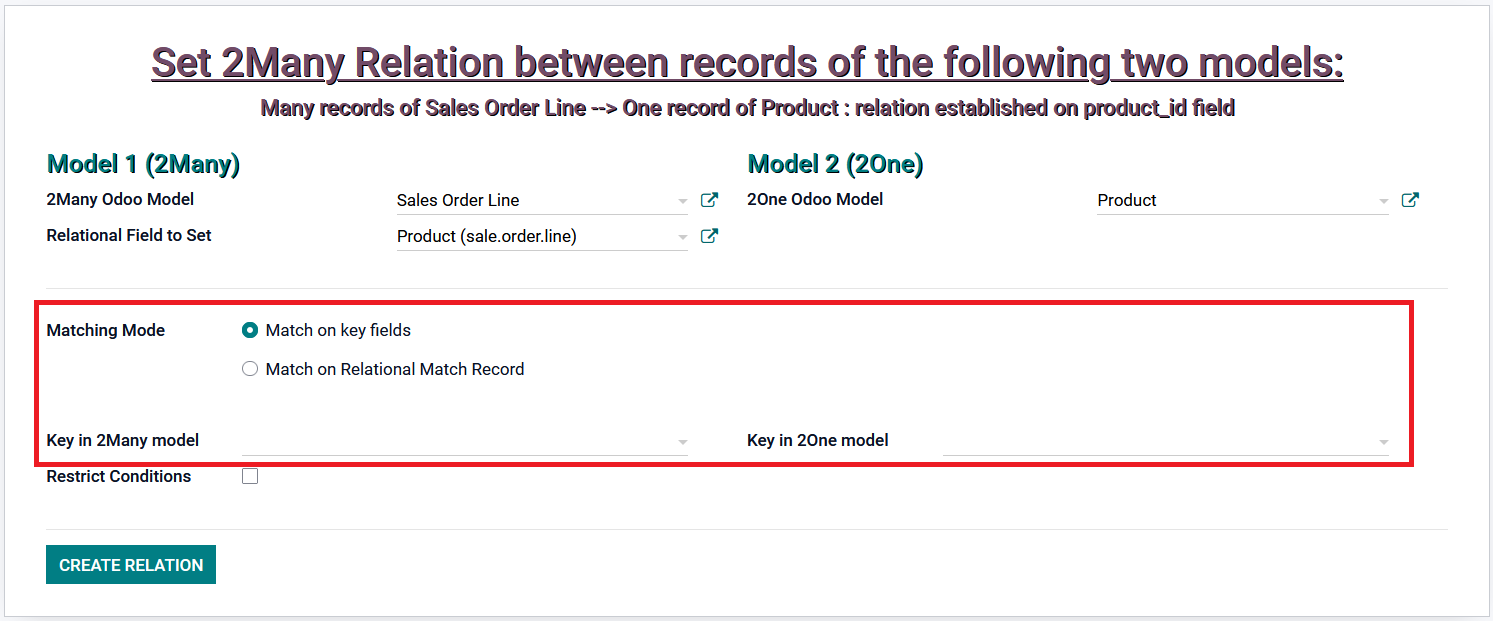 Set 2Many Relation between records of the following two models:
Many records of Sales Order Line --> One record of Product : relation established on product_id field
Model 1 (2Many)
2Many Odoo Model
Sales Order Line
Relational Field to Set
Product (sale.order.line)
Model 2 (2One)
2One Odoo Model
Product
Matching Mode
Match on key fields
Match on Relational Match Record
Key in 2Many model
Key in 2One model
Restrict Conditions
CREATE RELATION